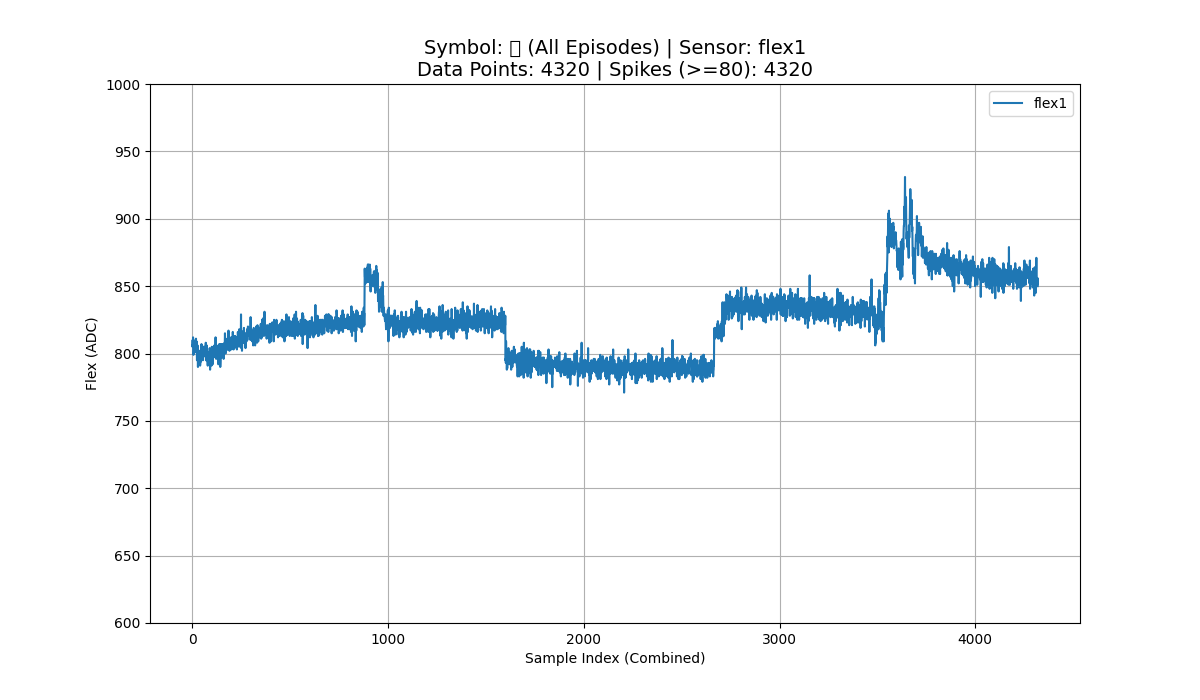 Symbol: (All Episodes) | Sensor: flex1
Data Points: 4320 | Spikes (>=80): 4320
flex1
Flex (ADC)
1000
950
900
850
800
750
700
650
600
0 1000 2000 3000 4000
Sample Index (Combined)